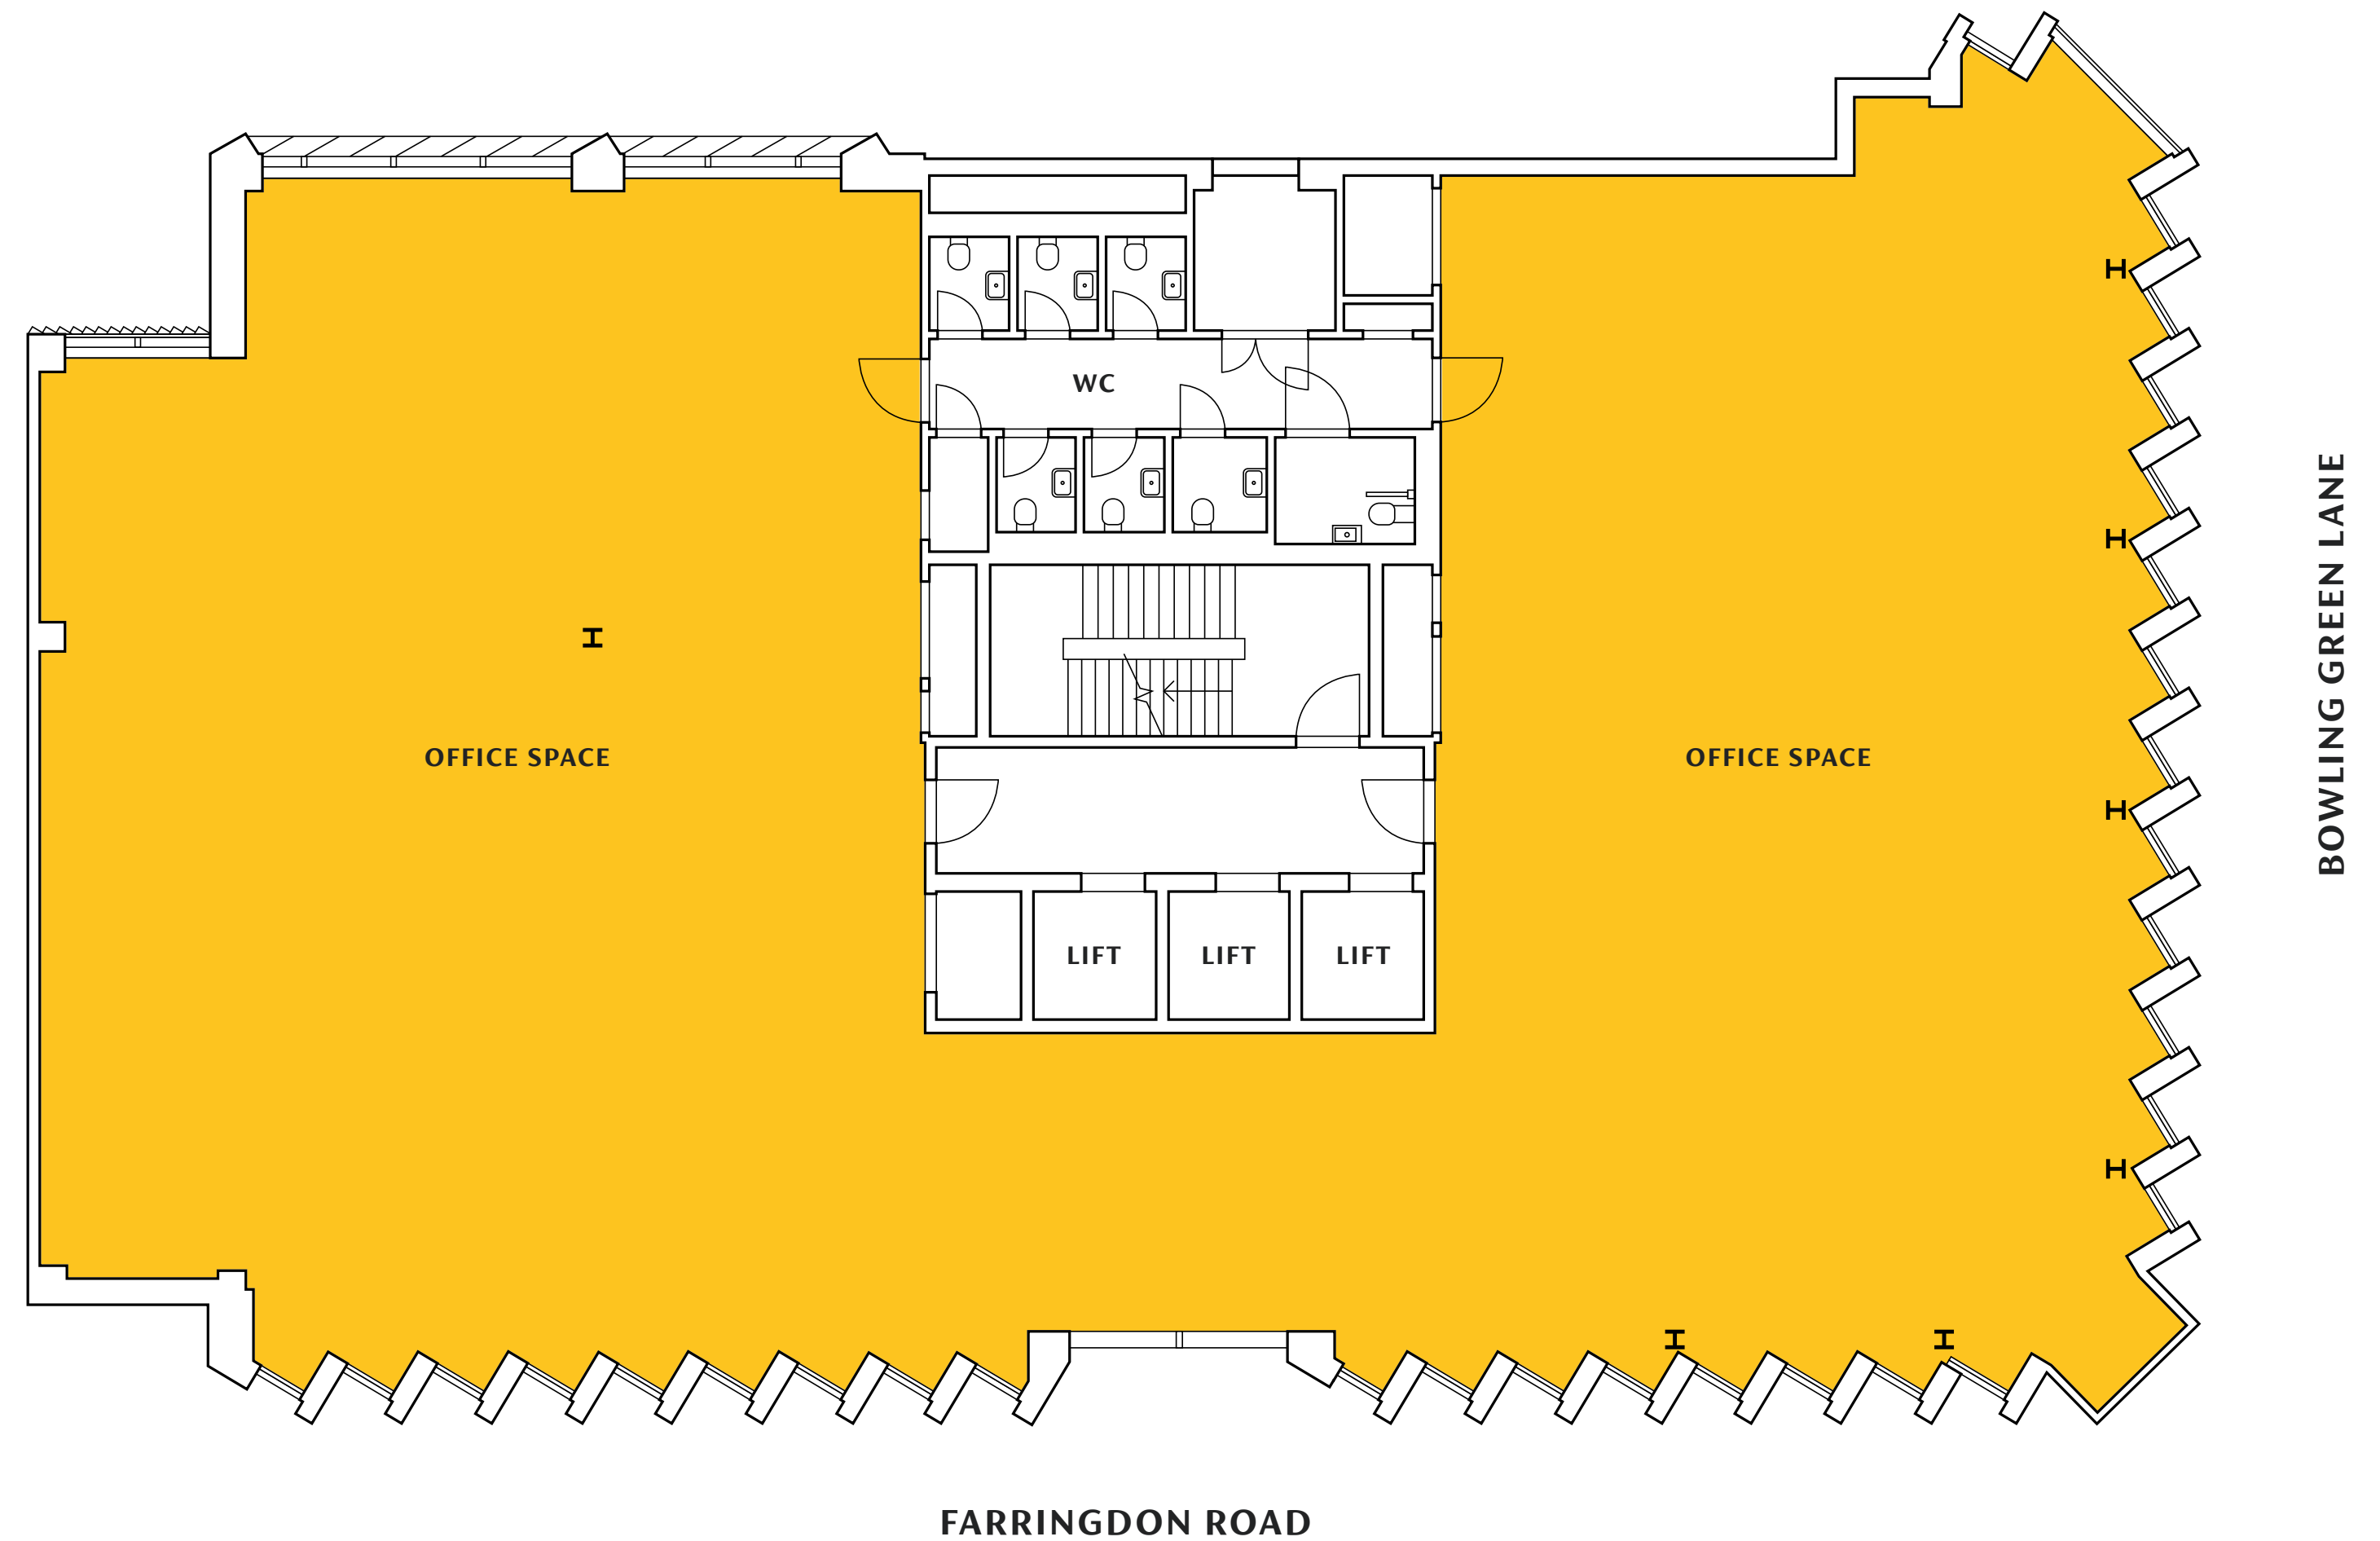 WC
OFFICE SPACE
OFFICE SPACE
BOWLING GREEN LANE
LIFT
LIFT
LIFT
FARRINGDON ROAD